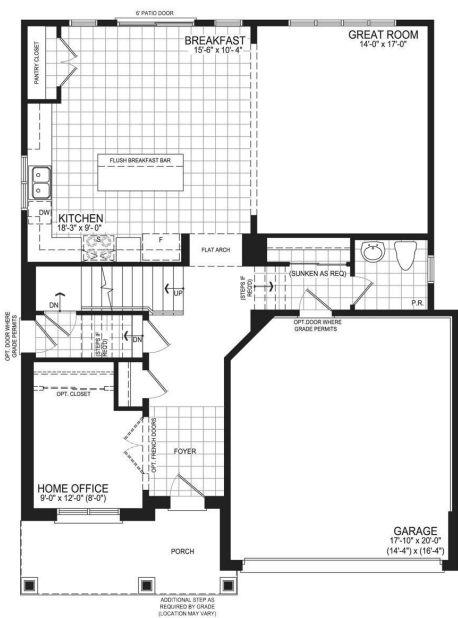 6' PATIO DOOR
PANTRY CLOSET
BREAKFAST
15'-6" x 10'-4"
GREAT ROOM
14'-0" x 17'-0"
FLUSH BREAKFAST BAR
DW
KITCHEN
18'-3" x 9'-0"
S
F
FLAT ARCH
(SUNKEN AS REQ)
(STEPS IF
REQ'D)
P.R.
DN
UP
OPT. DOOR WHERE
GRADE PERMITS
(STEPS IF
REQ'D)
DN
OPT. DOOR WHERE
GRADE PERMITS
OPT. CLOSET
OPT. FRENCH DOORS
FOYER
HOME OFFICE
9'-0" x 12'-0" (8'-0")
GARAGE
17'-10" x 20'-0"
(14'-4") x (16'-4")
PORCH
ADDITIONAL STEP AS
REQUIRED BY GRADE
(LOCATION MAY VARY)